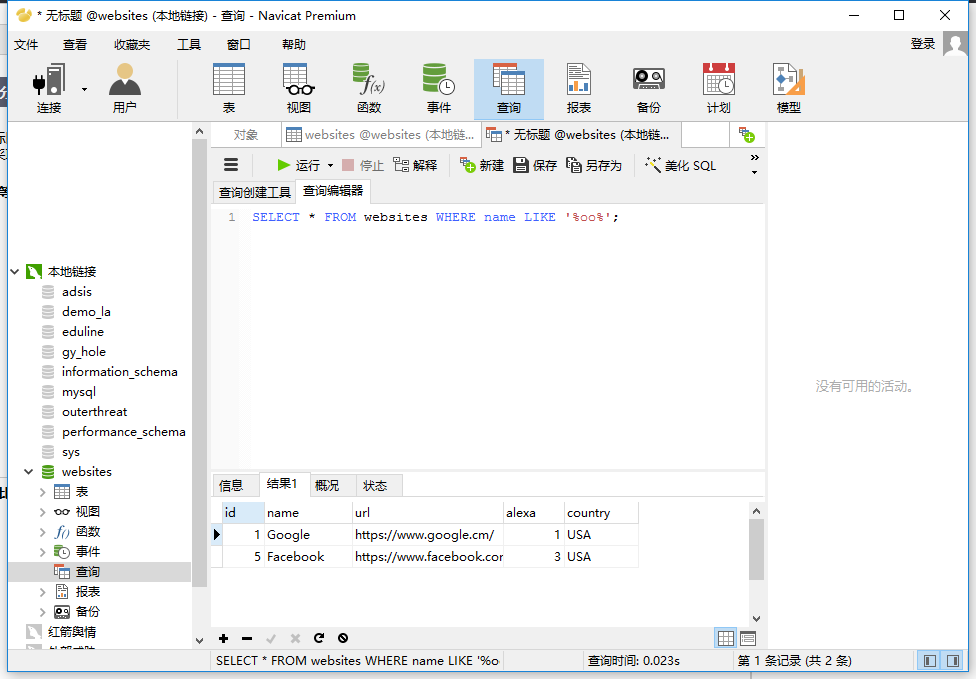 * 无标题 @websites (本地链接) - 查询 - Navicat Premium
文件 查看 收藏夹 工具 窗口 帮助 登录
连接 用户 表 视图 函数 事件 查询 报表 备份 计划 模型
对象 websites @websites (本地链... * 无标题 @websites (本地链...
运行 停止 解释 新建 保存 另存为 美化 SQL
查询创建工具 查询编辑器
1 SELECT * FROM websites WHERE name LIKE '%oo%';
本地链接
adsis
demo_la
eduline
gy_hole
information_schema
mysql
outerthreat
performance_schema
sys
websites
表
视图
函数
事件
查询
报表
备份
红箭舆情
没有可用的活动。
信息 结果1 概况 状态
id name url alexa country
1 Google https://www.google.cm/ 1 USA
5 Facebook https://www.facebook.cor 3 USA
SELECT * FROM websites WHERE name LIKE '%o 查询时间: 0.023s 第 1 条记录 (共 2 条)